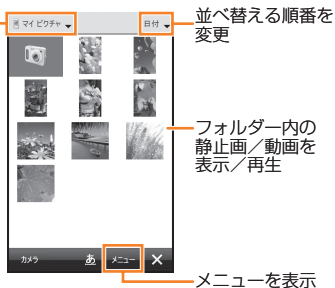 マイ ピクチャ
日付
並べ替える順番を
変更
フォルダー内の
静止画／動画を
表示／再生
カメラ
あ
メニュー
メニューを表示